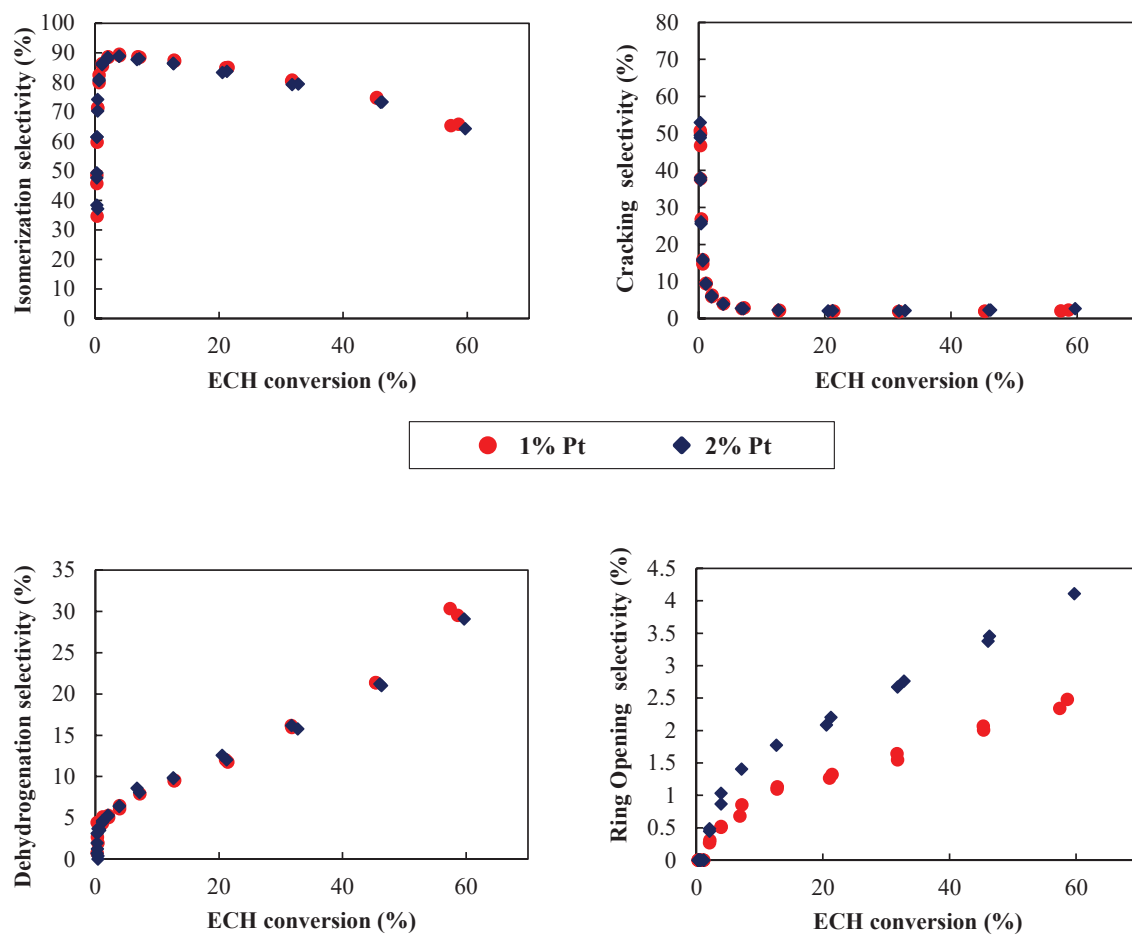 Isomerization selectivity (%)
100
90
80
70
60
50
40
30
20
10
0
0 20 40 60
ECH conversion (%)
Cracking selectivity (%)
80
70
60
50
40
30
20
10
0
0 20 40 60
ECH conversion (%)
1% Pt 2% Pt
Dehydrogenation selectivity (%)
35
30
25
20
15
10
5
0
0 20 40 60
ECH conversion (%)
Ring Opening selectivity (%)
4.5
4
3.5
3
2.5
2
1.5
1
0.5
0
0 20 40 60
ECH conversion (%)